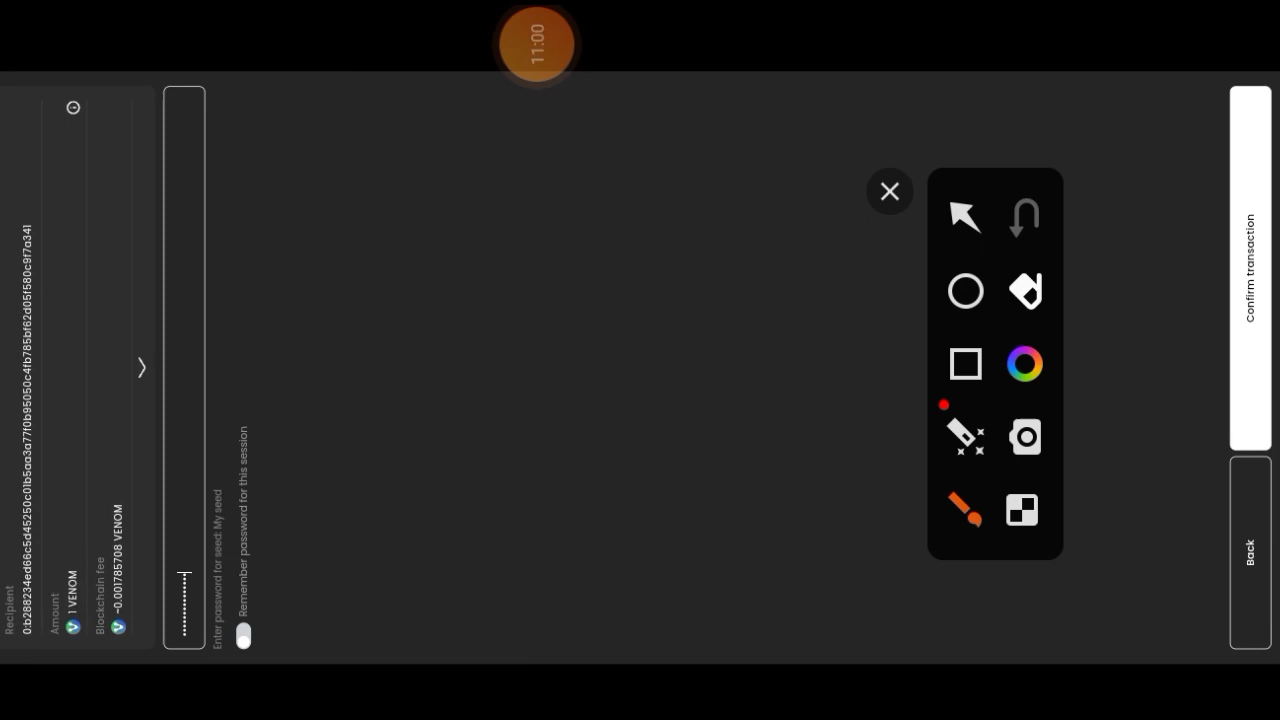 11:00
Recipient
0:b288234ed66c5d45250c01b5aa3a77f0b95050c4fb785bf62d05f580c9f7a341
Amount
1 VENOM
Blockchain fee
~0.001785708 VENOM
Enter password for seed: My seed
Remember password for this session
Back
Confirm transaction